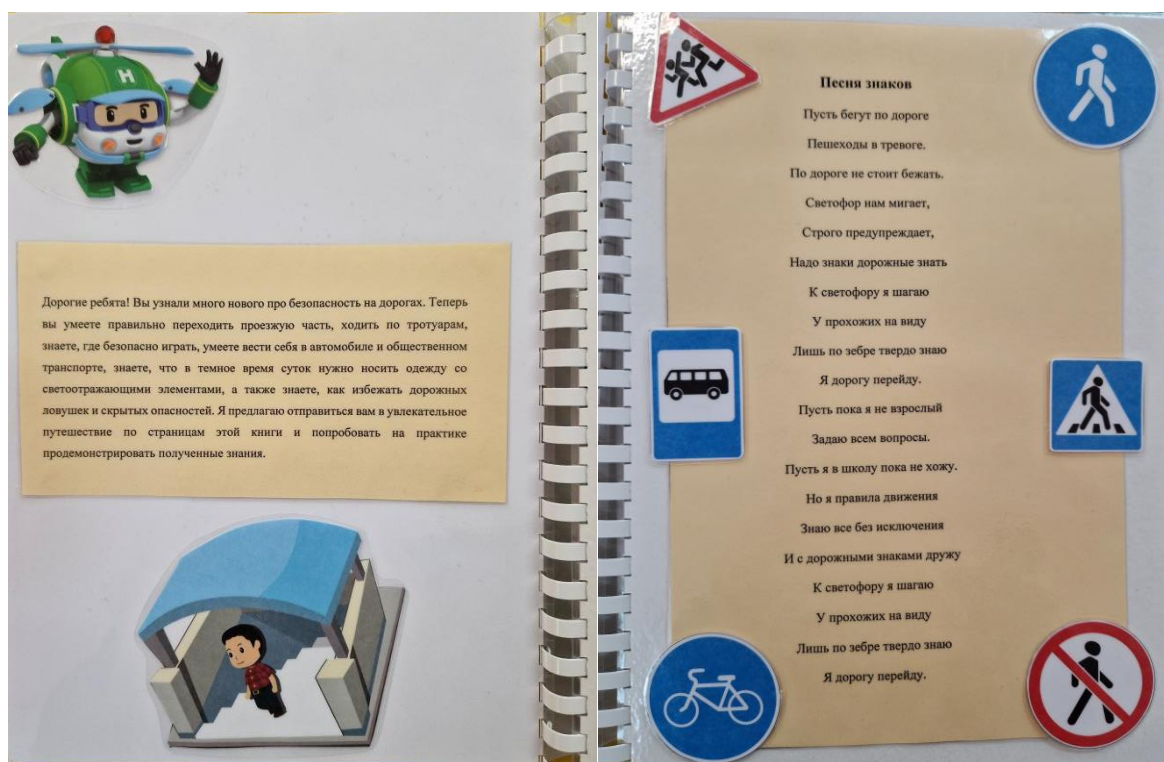 H
Дорогие ребята! Вы узнали много нового про безопасность на дорогах. Теперь
вы умеете правильно переходить проезжую часть, ходить по тротуарам,
знаете, где безопасно играть, умеете вести себя в автомобиле и общественном
транспорте, знаете, что в темное время суток нужно носить одежду со
светоотражающими элементами, а также знаете, как избежать дорожных
ловушек и скрытых опасностей. Я предлагаю отправиться вам в увлекательное
путешествие по страницам этой книги и попробовать на практике
продемонстрировать полученные знания.
Песня знаков
Пусть бегут по дороге
Пешеходы в тревоге.
По дороге не стоит бежать.
Светофор нам мигает,
Строго предупреждает,
Надо знаки дорожные знать
К светофору я шагаю
У прохожих на виду
Лишь по зебре твердо знаю
Я дорогу перейду.
Пусть пока я не взрослый
Задаю всем вопросы.
Пусть я в школу пока не хожу.
Но я правила движения
Знаю все без исключения
И с дорожными знаками дружу
К светофору я шагаю
У прохожих на виду
Лишь по зебре твердо знаю
Я дорогу перейду.